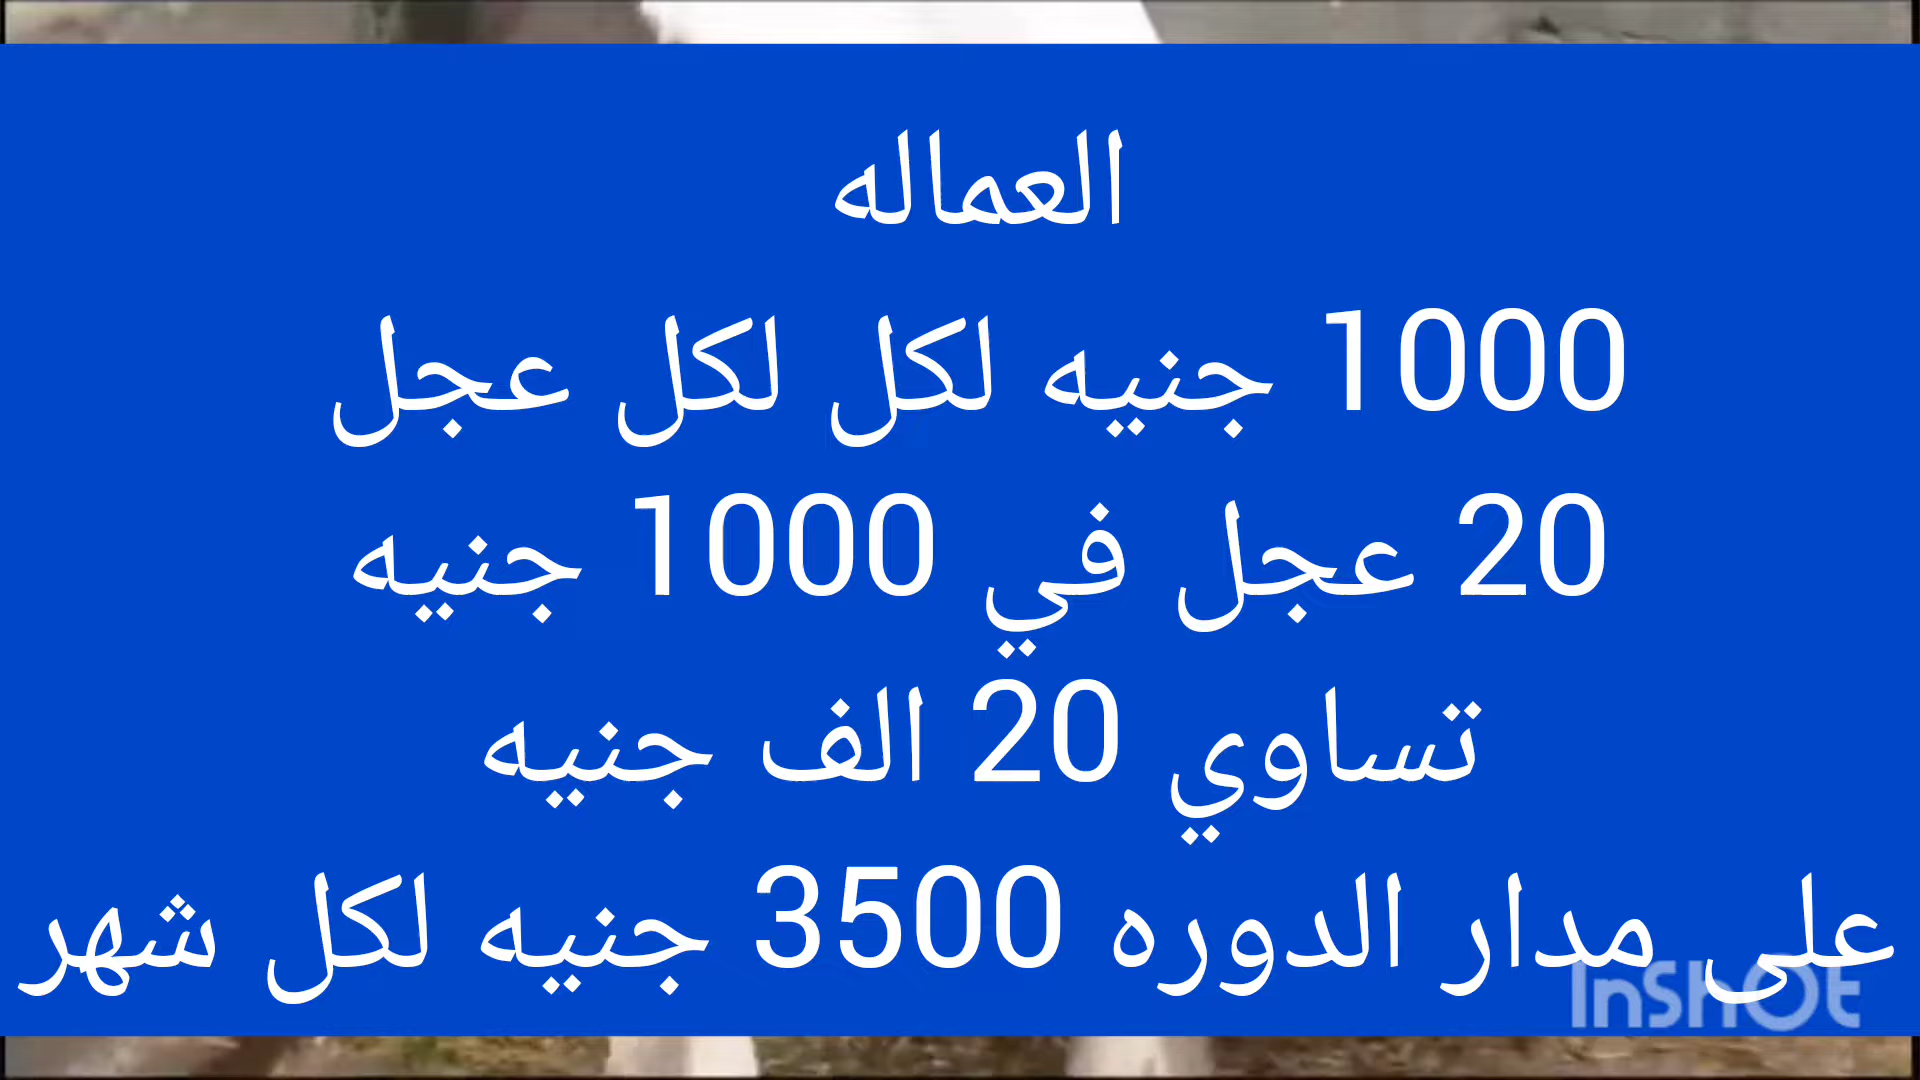 العماله
1000 جنيه لكل لكل عجل
20 عجل في 1000 جنيه
تساوي 20 الف جنيه
على مدار الدوره 3500 جنيه لكل شهر
InShOt